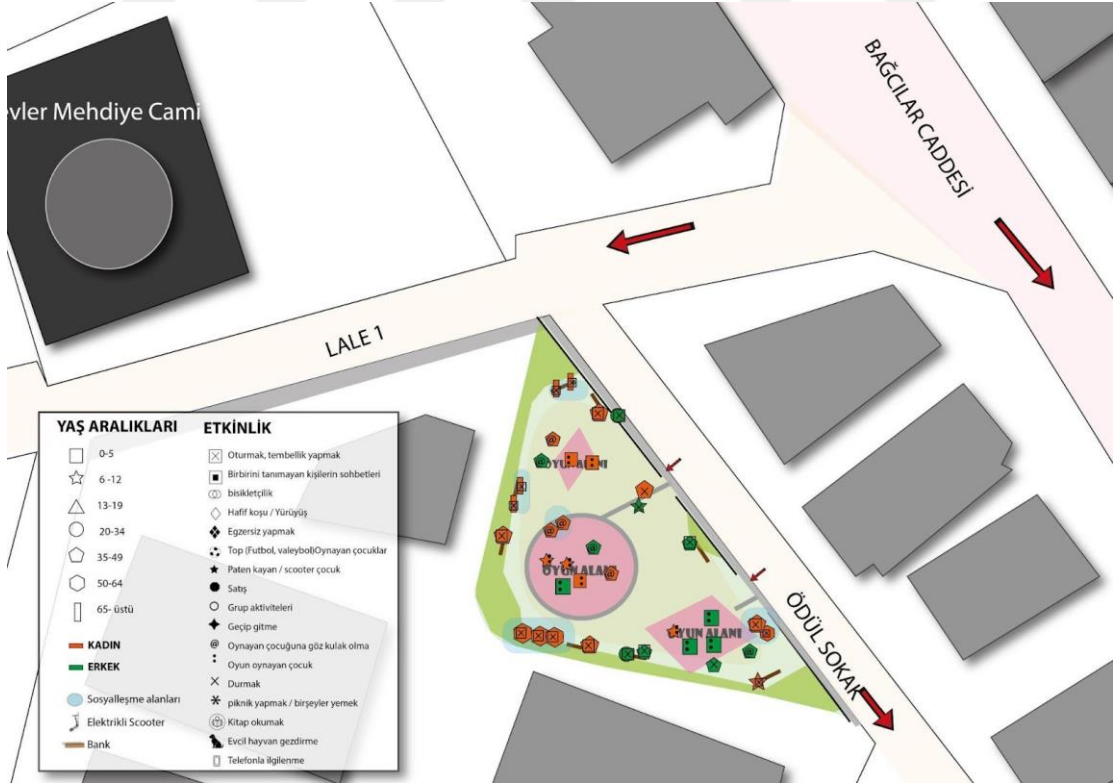 evler Mehdiye Cami
BAĞCILAR CADDESİ
LALE 1
ÖDÜL SOKAK
OYUN ALANI
OYUN ALANI
OYUN ALANI
YAŞ ARALIKLARI
0-5
6 -12
13-19
20-34
35-49
50-64
65- üstü
KADIN
ERKEK
Sosyalleşme alanları
Elektrikli Scooter
Bank
ETKİNLİK
Oturmak, tembellik yapmak
Birbirini tanımayan kişilerin sohbetleri
bisikletçilik
Hafif koşu / Yürüyüş
Egzersiz yapmak
Top (Futbol, valeybol)Oynayan çocuklar
Paten kayan / scooter çocuk
Satış
Grup aktiviteleri
Geçip gitme
Oynayan çocuğuna göz kulak olma
Oyun oynayan çocuk
Durmak
piknik yapmak / birşeyler yemek
Kitap okumak
Evcil hayvan gezdirme
Telefonla ilgilenme